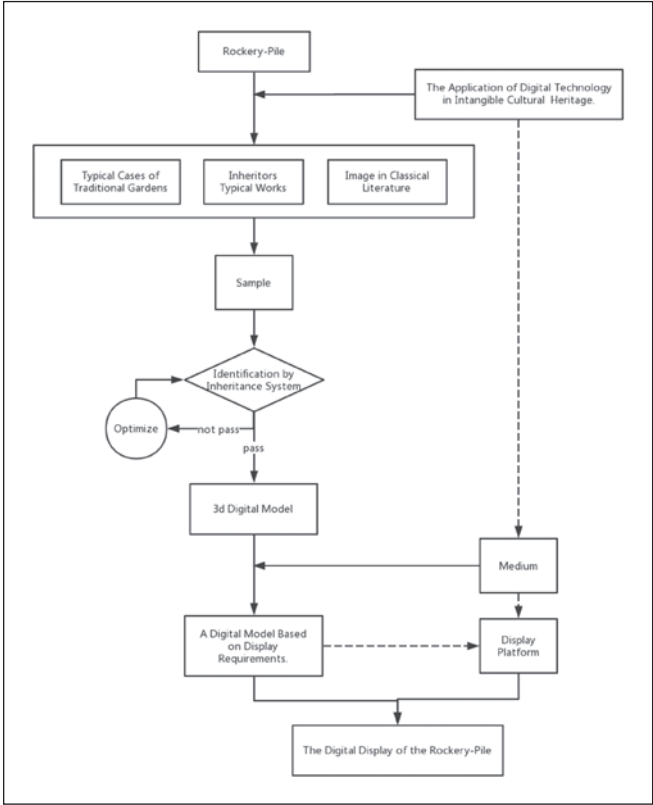 Rockery-Pile
The Application of Digital Technology
in Intangible Cultural Heritage.
Typical Cases of
Traditional Gardens
Inheritors
Typical Works
Image in Classical
Literature
Sample
Identification by
Inheritance System
Optimize
not pass
pass
3d Digital Model
Medium
A Digital Model Based
on Display
Requirements.
Display
Platform
The Digital Display of the Rockery-Pile